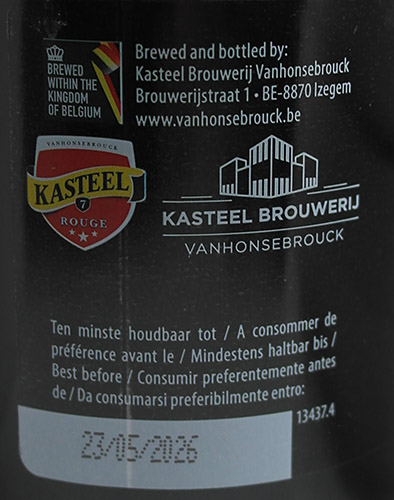 BREWED
WITHIN THE
KINGDOM
OF BELGIUM
Brewed and bottled by:
Kasteel Brouwerij Vanhonsebrouck
Brouwerijstraat 1 • BE-8870 Izegem
www.vanhonsebrouck.be
VANHONSEBROUCK
KASTEEL
7
ROUGE
KASTEEL BROUWERIJ
VANHONSEBROUCK
Ten minste houdbaar tot / A consommer de
préférence avant le / Mindestens haltbar bis /
Best before / Consumir preferentemente antes
de / Da consumarsi preferibilmente entro:
13437.4
23/05/2026